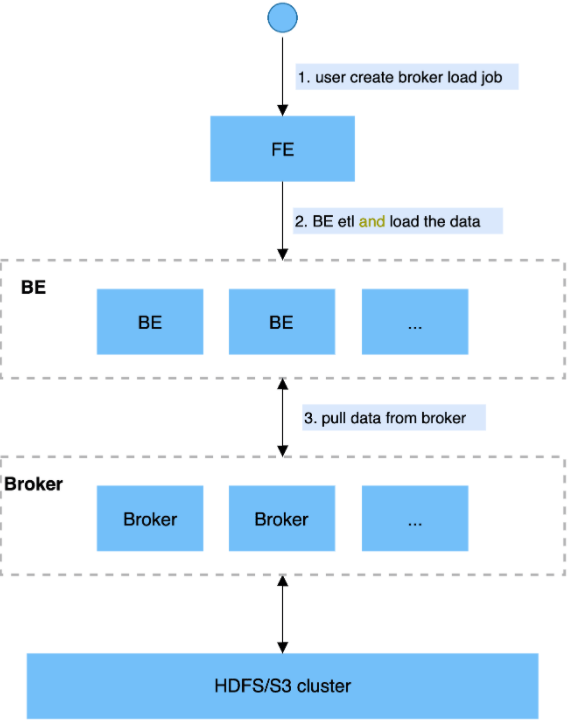 1. user create broker load job
FE
2. BE etl and load the data
BE
BE
BE
...
3. pull data from broker
Broker
Broker
Broker
...
HDFS/S3 cluster